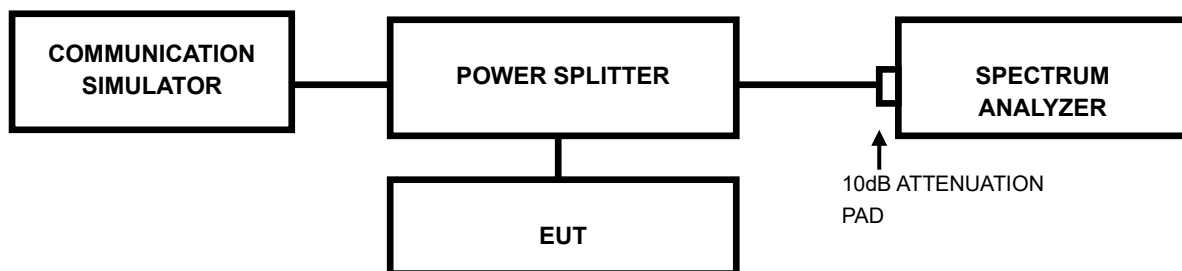 COMMUNICATION
SIMULATOR
POWER SPLITTER
SPECTRUM
ANALYZER
10dB ATTENUATION
PAD
EUT